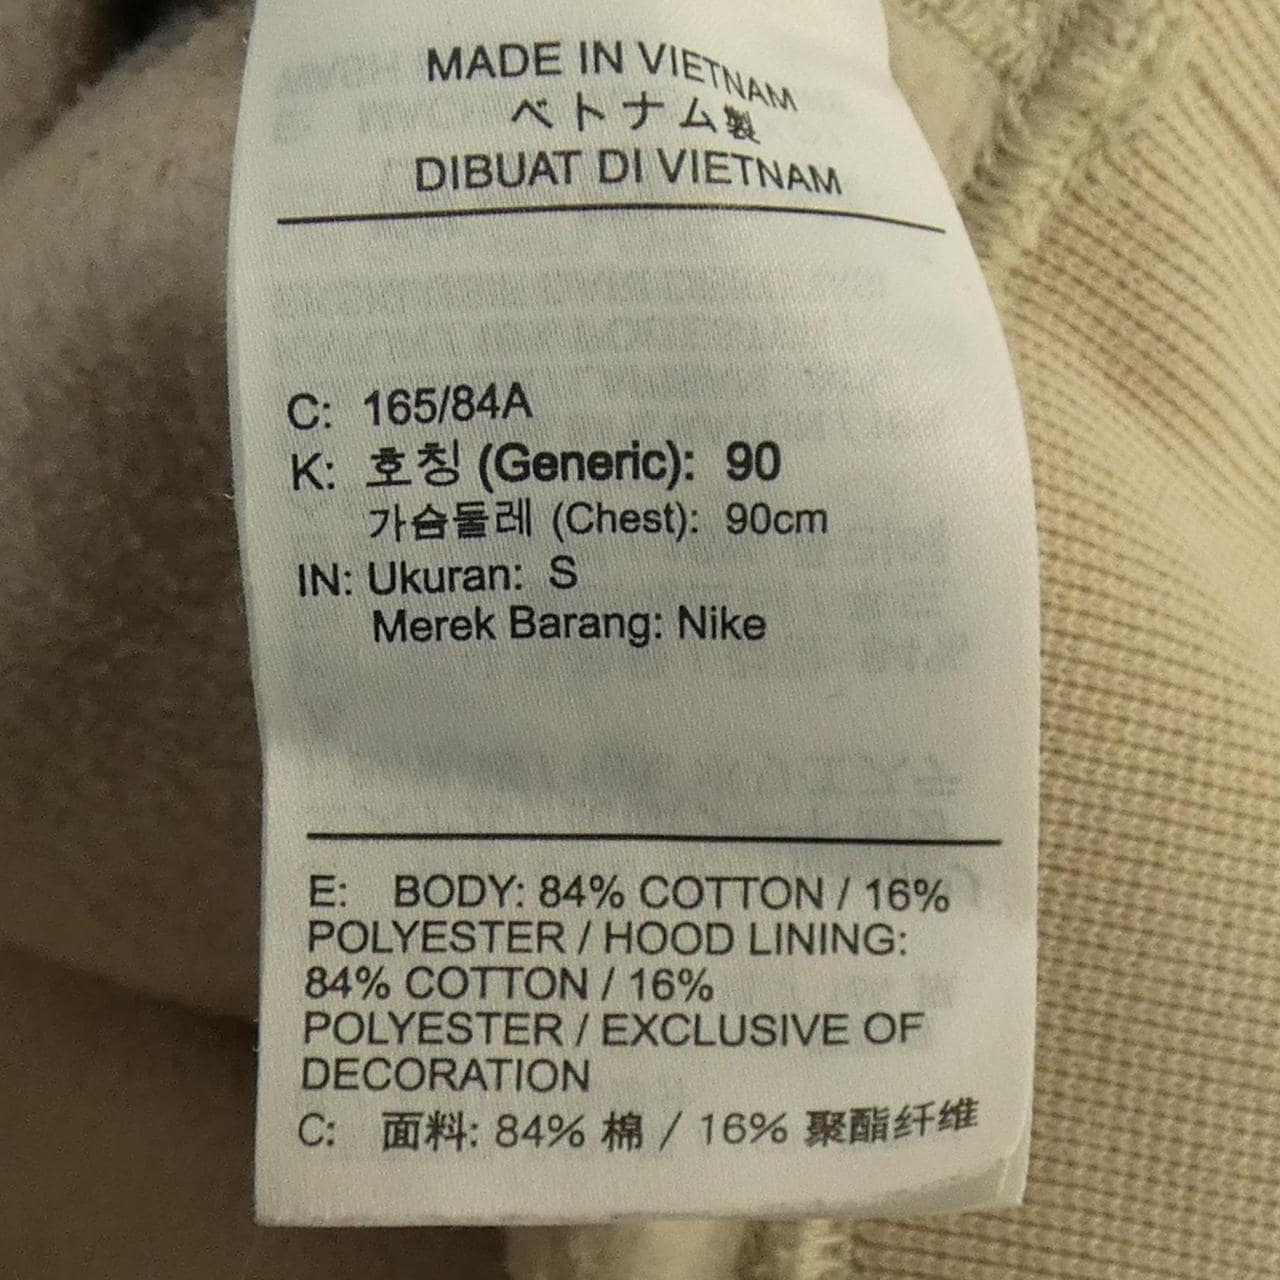 MADE IN VIETNAM
ベトナム製
DIBUAT DI VIETNAM
C: 165/84A
K: 호칭 (Generic): 90
가슴둘레 (Chest): 90cm
IN: Ukuran: S
Merek Barang: Nike
E: BODY: 84% COTTON / 16%
POLYESTER / HOOD LINING:
84% COTTON / 16%
POLYESTER / EXCLUSIVE OF
DECORATION
C: 面料: 84% 棉 / 16% 聚酯纤维